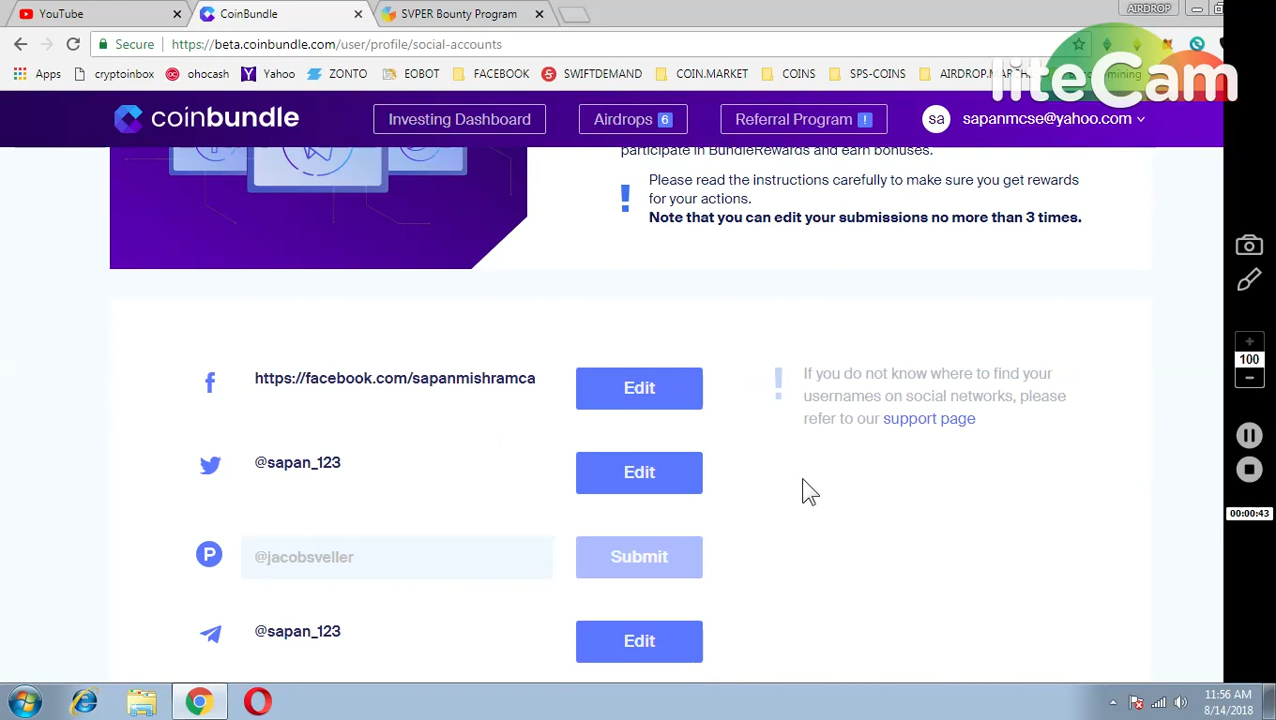 YouTube
CoinBundle
SVPER Bounty Program
AIRDROP
Secure
https://beta.coinbundle.com/user/profile/social-accounts
Apps
cryptoinbox
ohocash
Yahoo
ZONTO
EOBOT
FACEBOOK
SWIFTDEMAND
COIN.MARKET
COINS
SPS-COINS
mining
liteCam
coinbundle
Investing Dashboard
Airdrops 6
Referral Program !
sa
sapanmcse@yahoo.com
participate in BundleRewards and earn bonuses.
Please read the instructions carefully to make sure you get rewards
for your actions.
Note that you can edit your submissions no more than 3 times.
https://facebook.com/sapanmishramca
Edit
If you do not know where to find your
usernames on social networks, please
refer to our support page
@sapan_123
Edit
@jacobsveller
Submit
@sapan_123
Edit
100
00:00:43
11:56 AM
8/14/2018